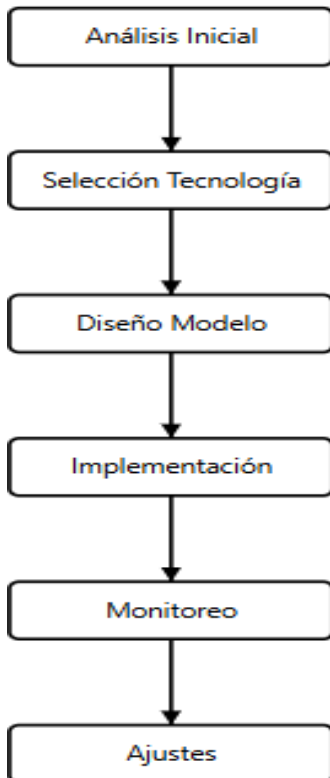 Análisis Inicial
Selección Tecnología
Diseño Modelo
Implementación
Monitoreo
Ajustes